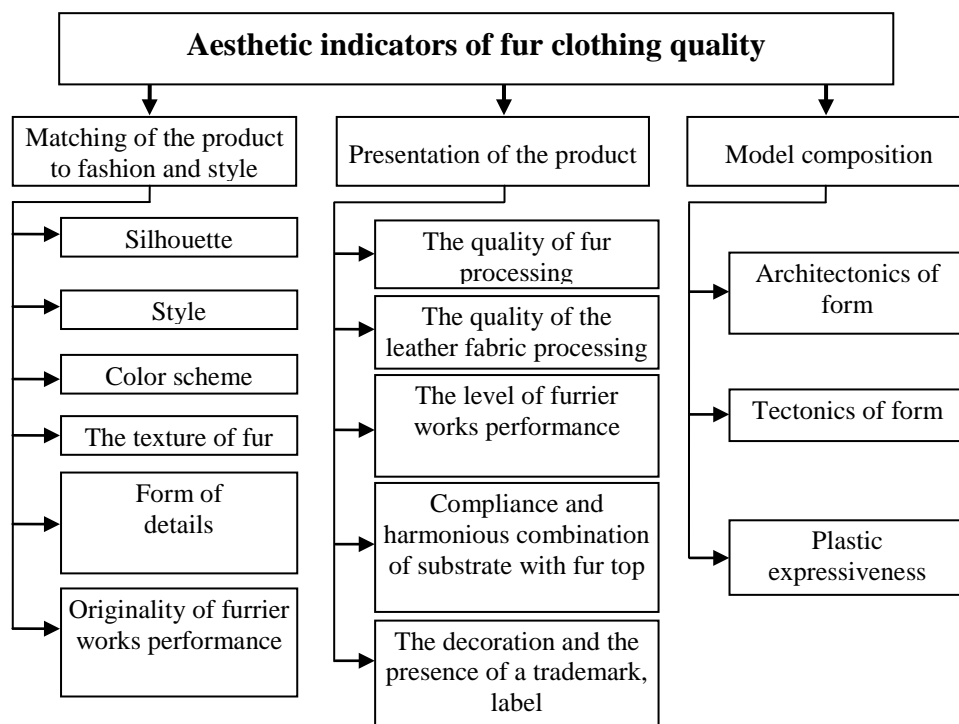 Aesthetic indicators of fur clothing quality
Matching of the product
to fashion and style
Silhouette
Style
Color scheme
The texture of fur
Form of
details
Originality of furrier
works performance
Presentation of the product
The quality of fur
processing
The quality of the
leather fabric processing
The level of furrier
works performance
Compliance and
harmonious combination
of substrate with fur top
The decoration and the
presence of a trademark,
label
Model composition
Architectonics of
form
Tectonics of form
Plastic
expressiveness